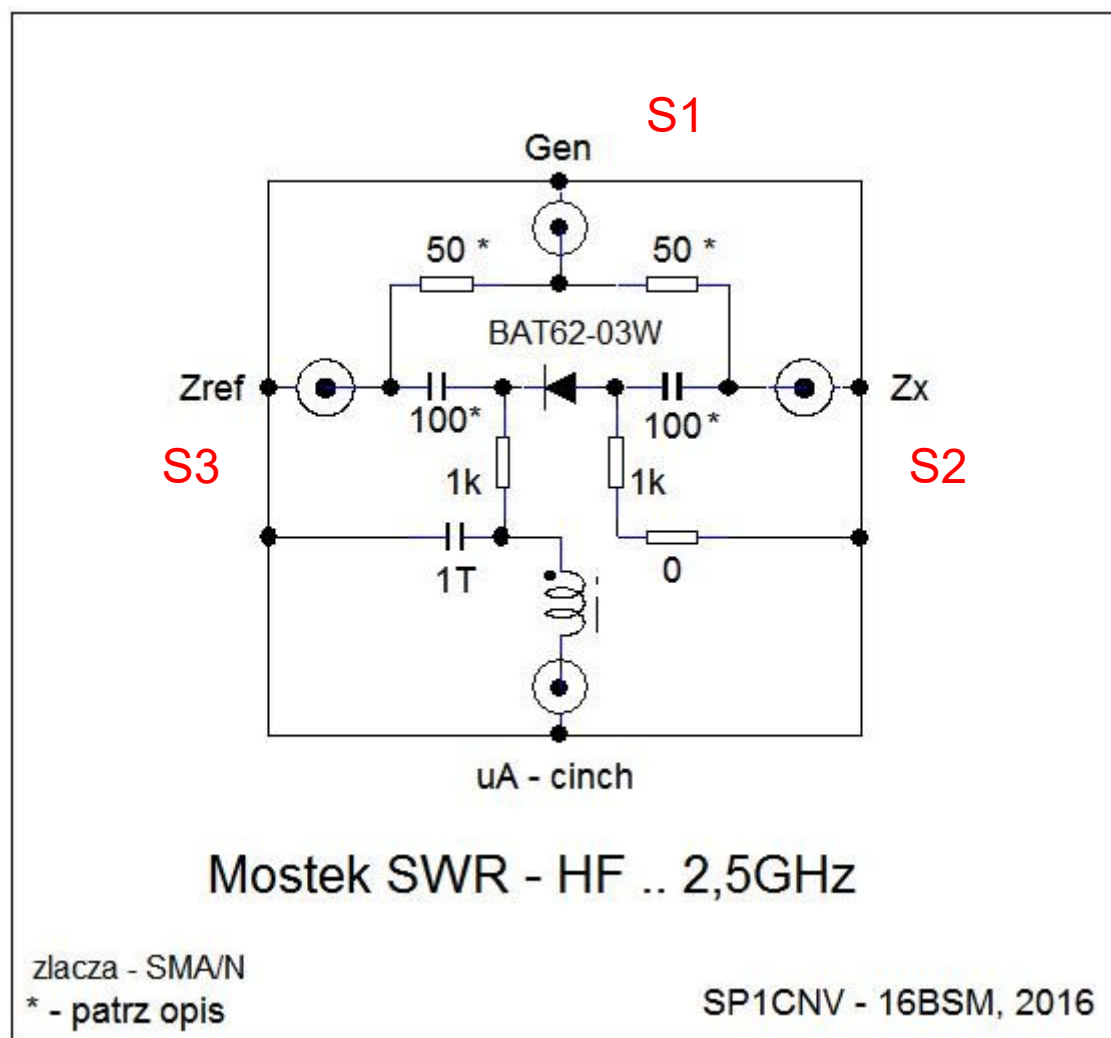 S1
Gen
50 * 50 *
BAT62-03W
Zref Zx
100* 100*
S3 S2
1k 1k
1T 0
uA - cinch
Mostek SWR - HF .. 2,5GHz
zlacza - SMA/N
* - patrz opis
SP1CNV - 16BSM, 2016